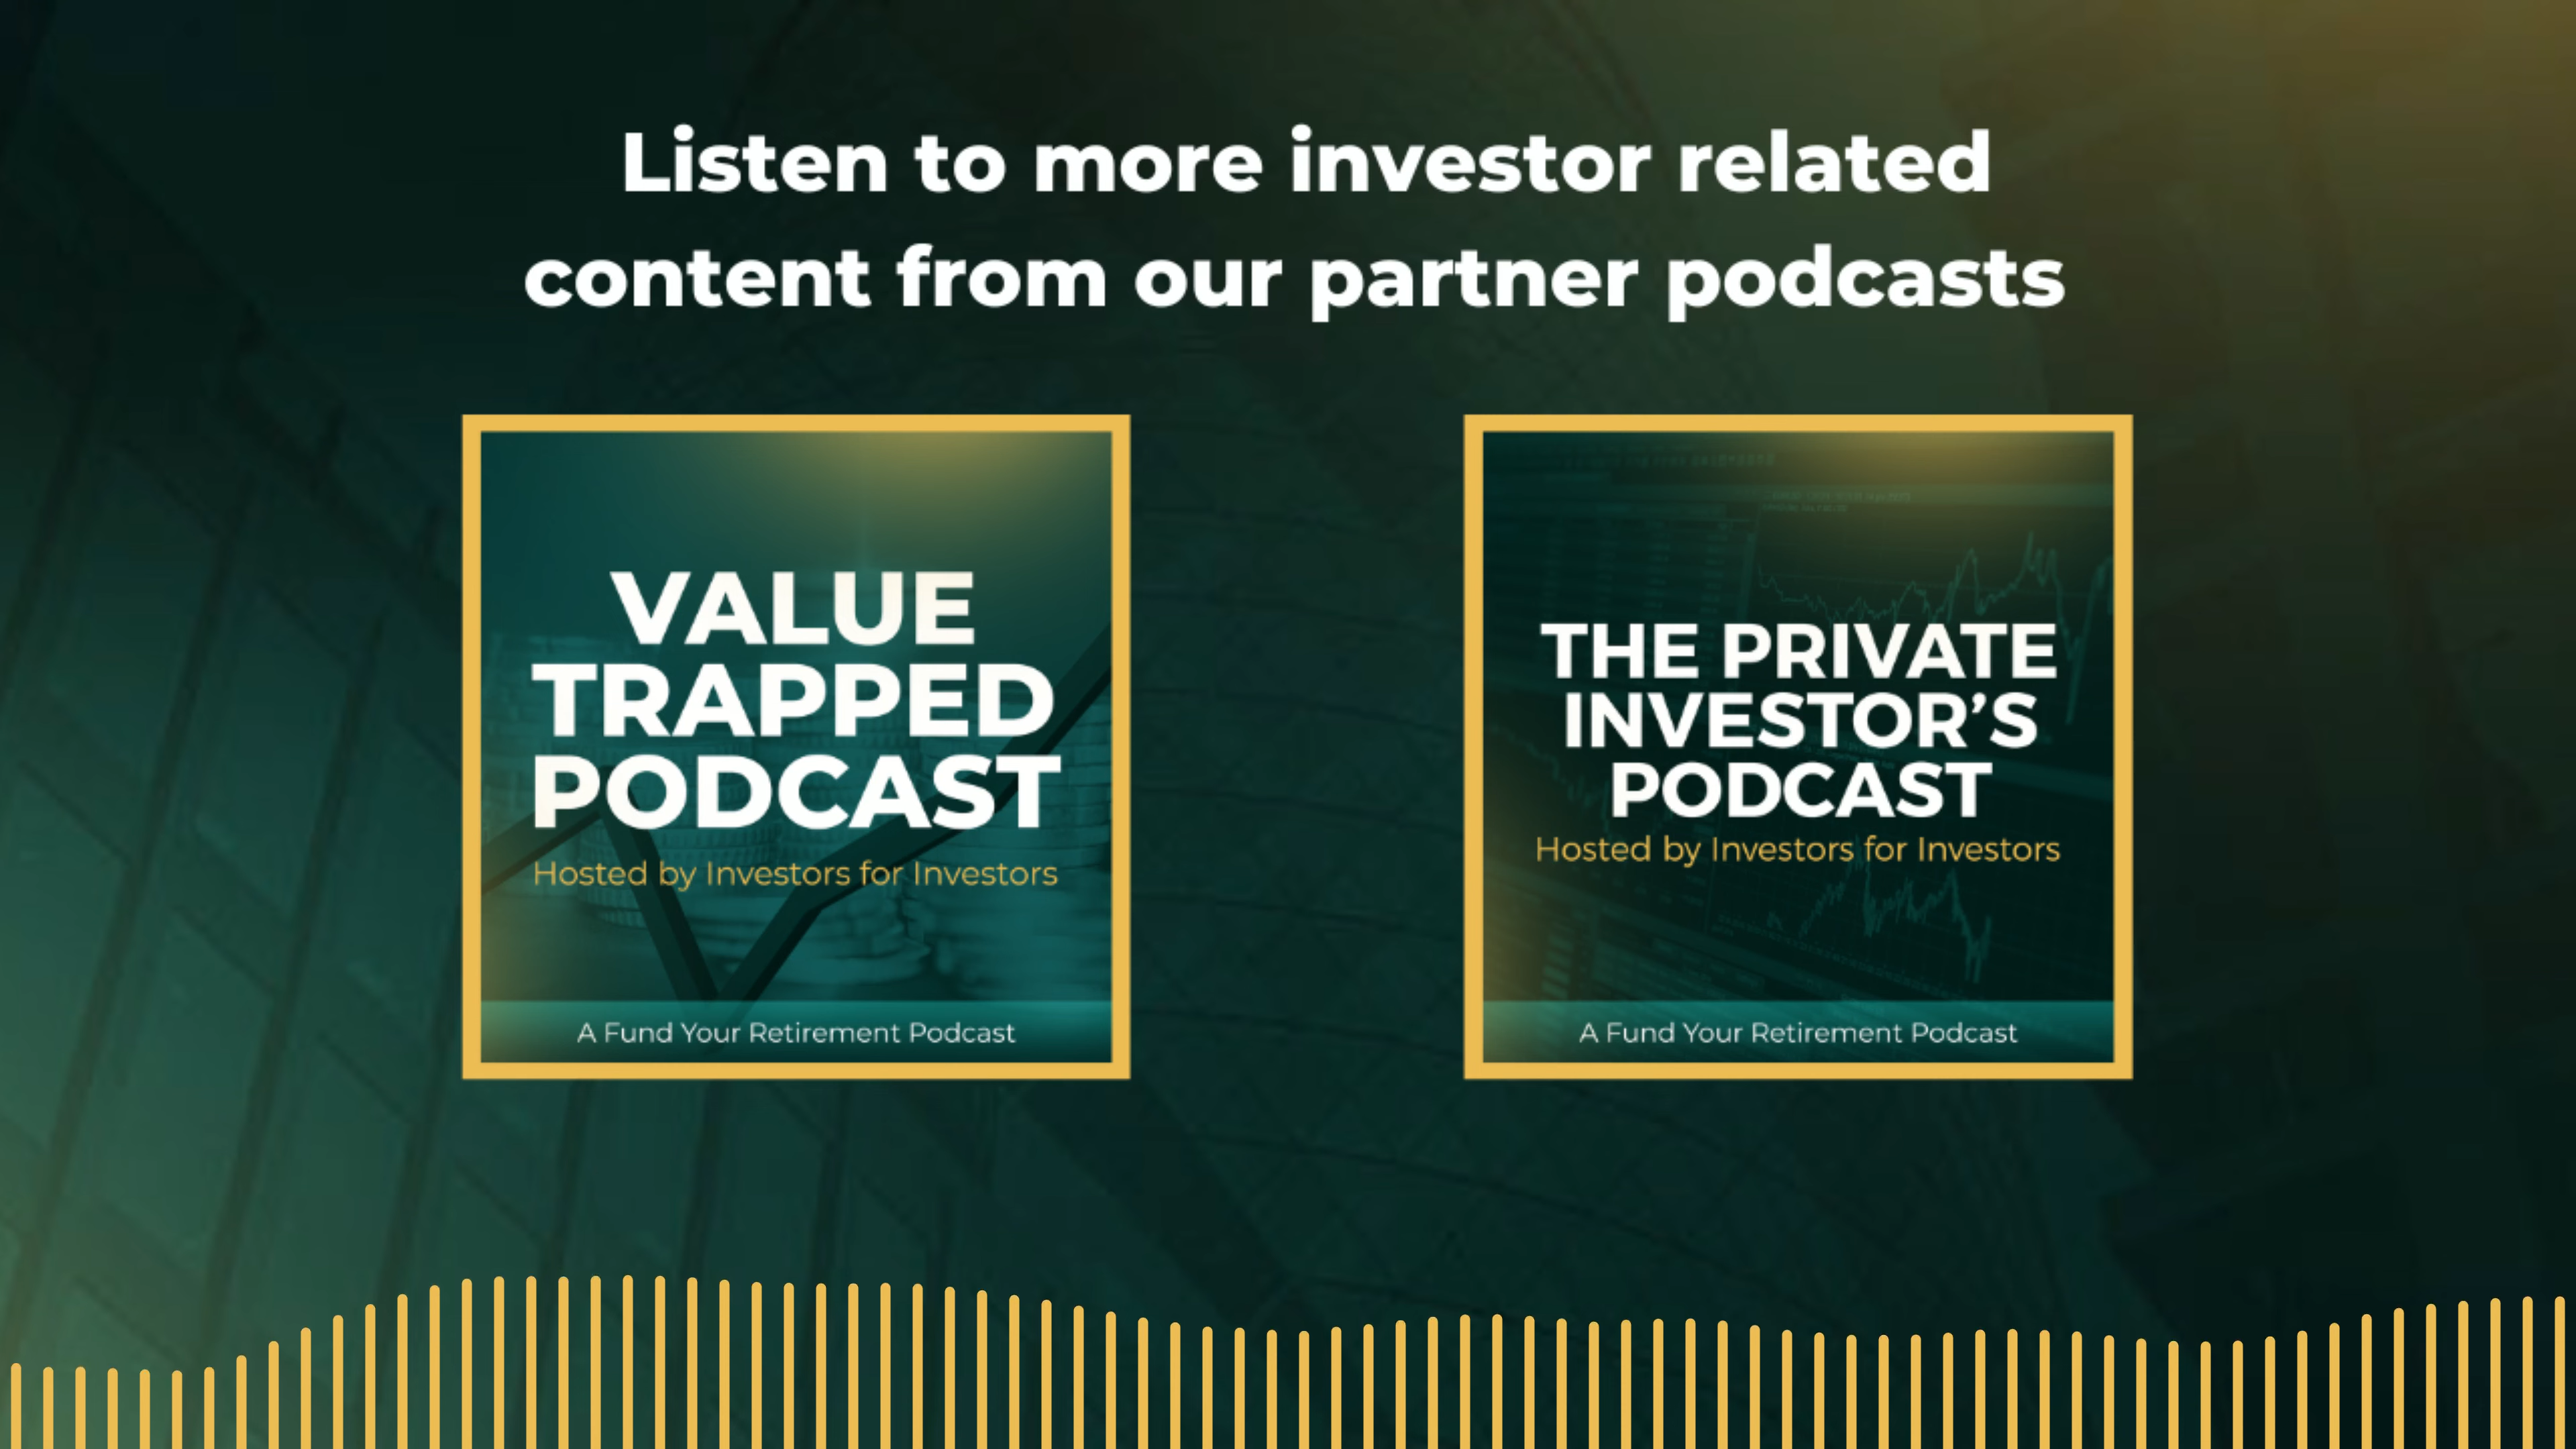 Listen to more investor related
content from our partner podcasts
VALUE
TRAPPED
PODCAST
Hosted by Investors for Investors
A Fund Your Retirement Podcast
THE PRIVATE
INVESTOR’S
PODCAST
Hosted by Investors for Investors
A Fund Your Retirement Podcast